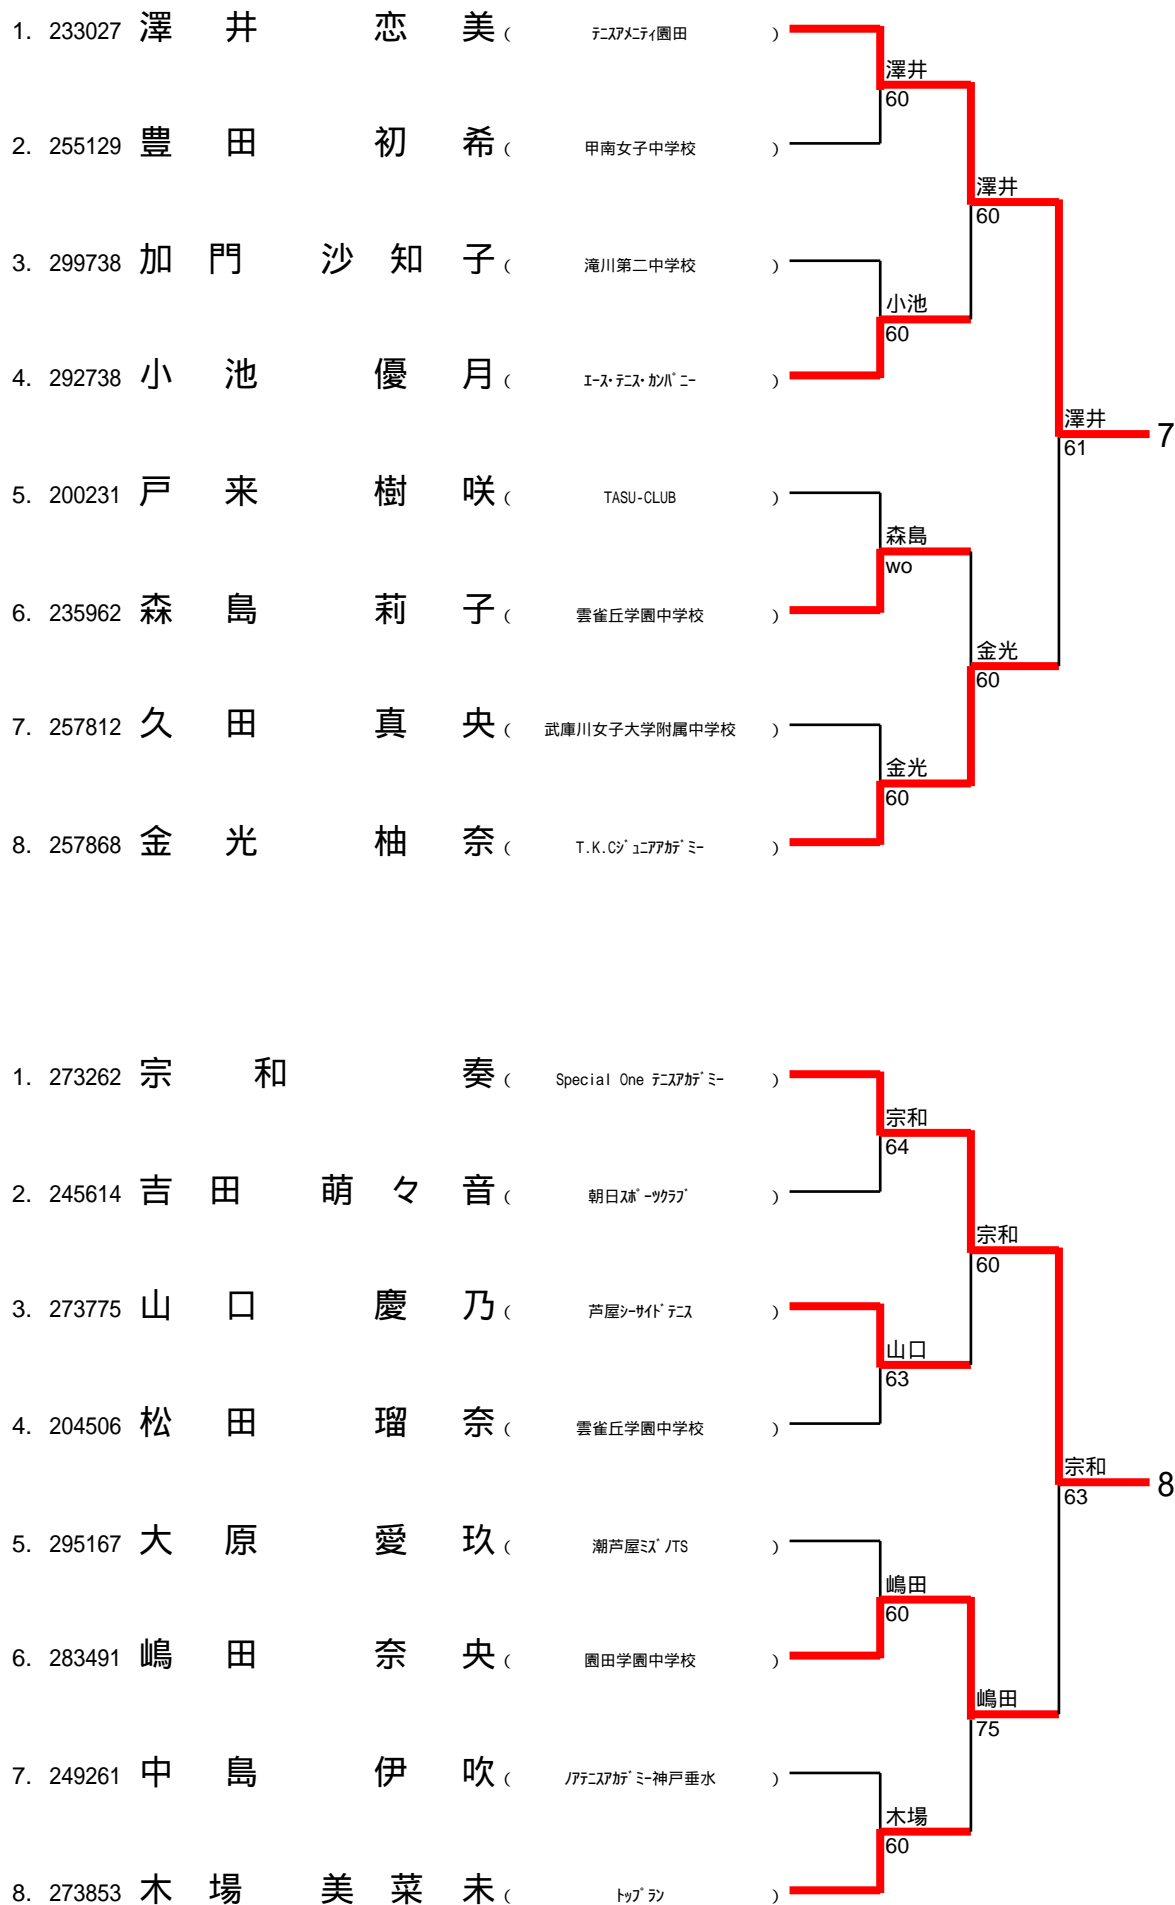 1. 233027 澤井 恋美 ( テニスアメニティ園田 )
澤井
60
2. 255129 豊田 初希 ( 甲南女子中学校 )
澤井
60
3. 299738 加門 沙知子 ( 滝川第二中学校 )
小池
60
4. 292738 小池 優月 ( エース・テニス・カンパニー )
澤井 7
61
5. 200231 戸来 樹咲 ( TASU-CLUB )
森島
wo
6. 235962 森島 莉子 ( 雲雀丘学園中学校 )
金光
60
7. 257812 久田 真央 ( 武庫川女子大学附属中学校 )
金光
60
8. 257868 金光 柚奈 ( T.K.Cジュニアアカデミー )
1. 273262 宗和 奏 ( Special One テニスアカデミー )
宗和
64
2. 245614 吉田 萌々音 ( 朝日スポーツクラブ )
宗和
60
3. 273775 山口 慶乃 ( 芦屋シーサイドテニス )
山口
63
4. 204506 松田 瑠奈 ( 雲雀丘学園中学校 )
宗和 8
63
5. 295167 大原 愛玖 ( 潮芦屋ミズノTS )
嶋田
60
6. 283491 嶋田 奈央 ( 園田学園中学校 )
嶋田
75
7. 249261 中島 伊吹 ( ノアテニスアカデミー神戸垂水 )
木場
60
8. 273853 木場 美菜未 ( トップラン )